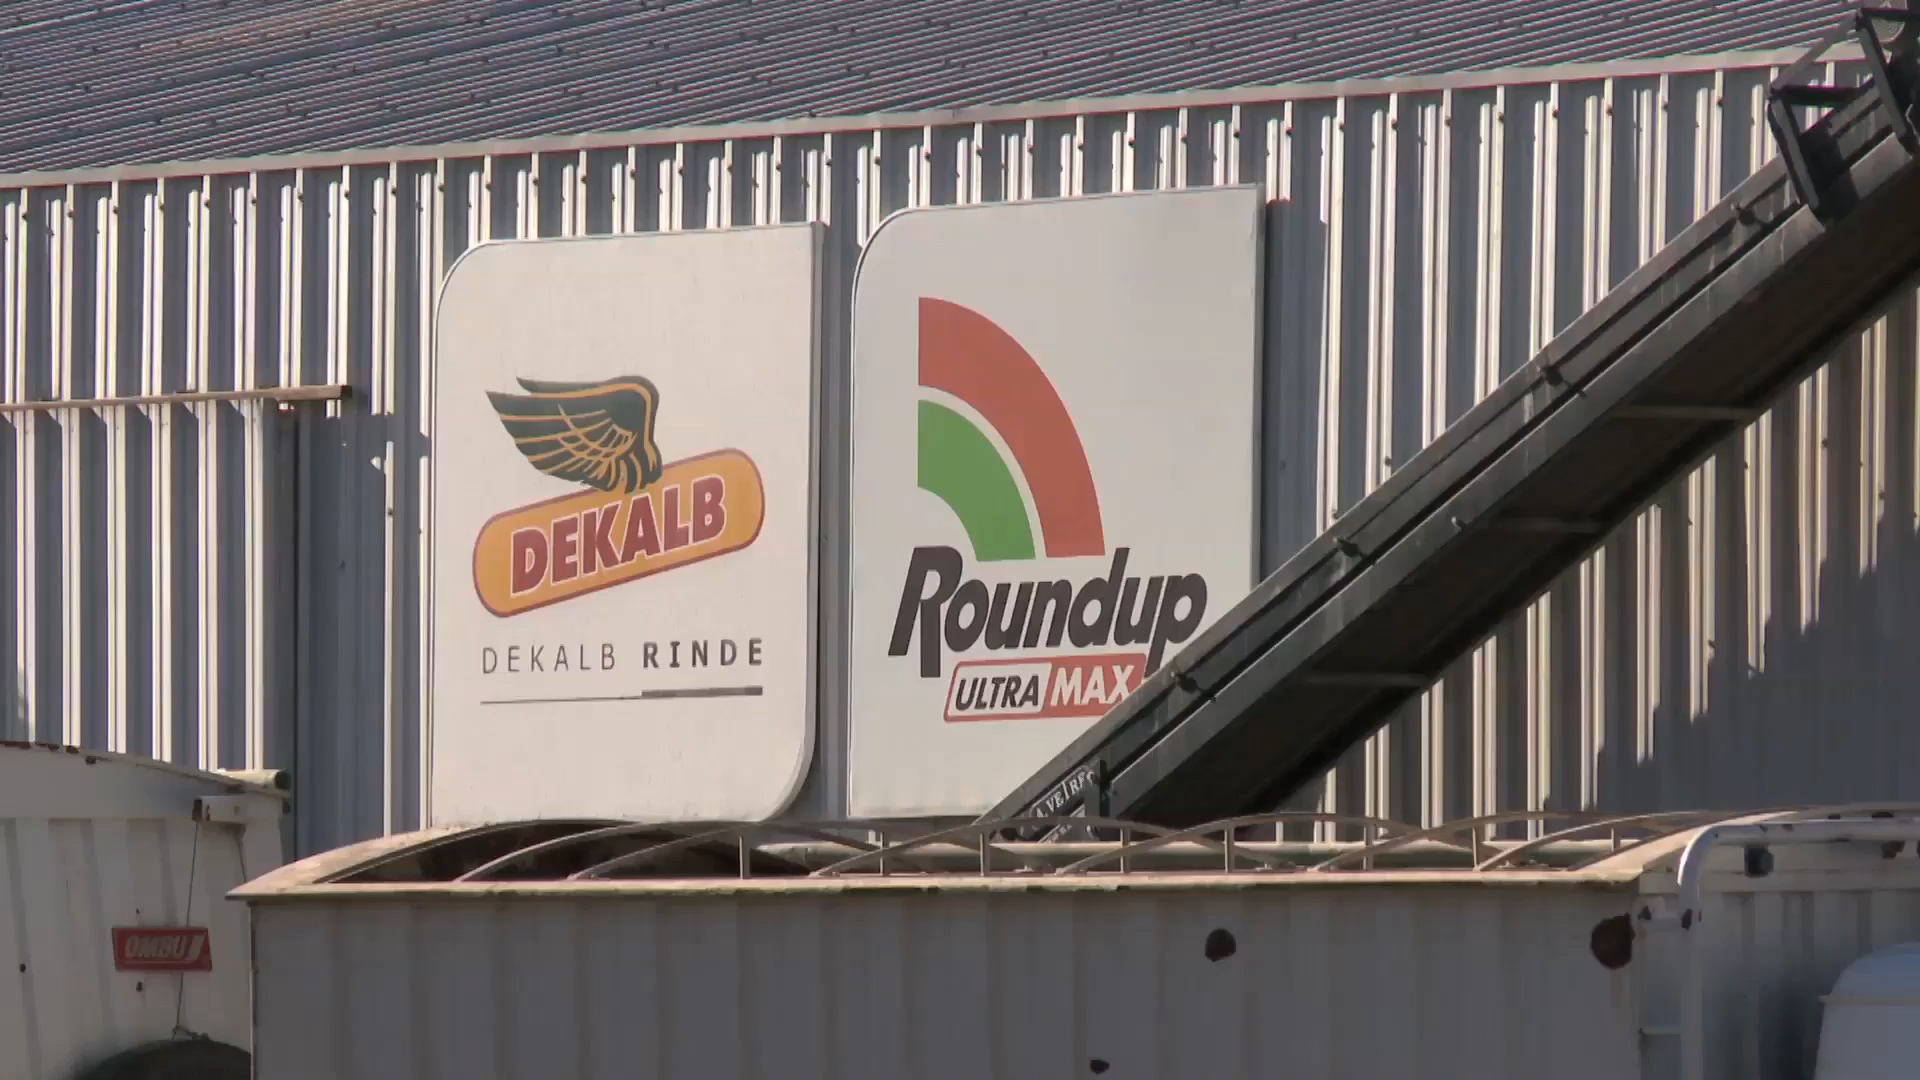 DEKALB
DEKALB RINDE
Roundup
ULTRA MAX
OMBU